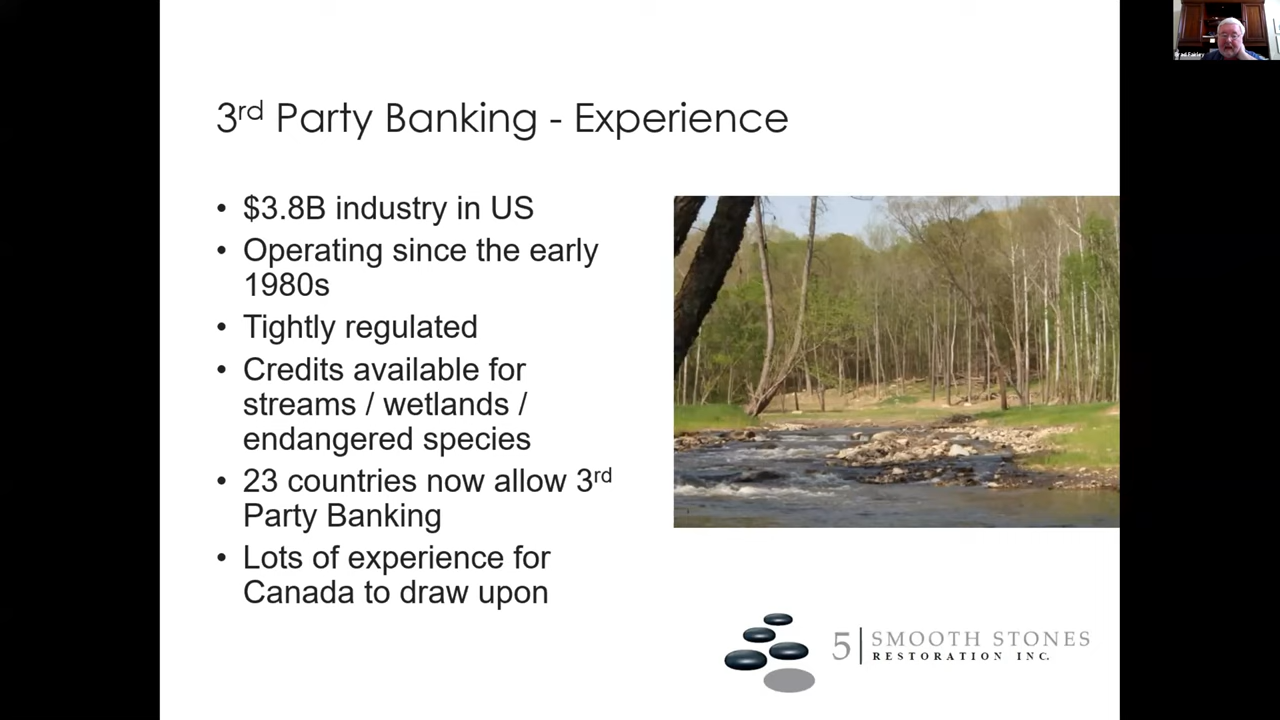 3rd Party Banking - Experience
• $3.8B industry in US
• Operating since the early
1980s
• Tightly regulated
• Credits available for
streams / wetlands /
endangered species
• 23 countries now allow 3rd
Party Banking
• Lots of experience for
Canada to draw upon
5 | SMOOTH STONES
RESTORATION INC.